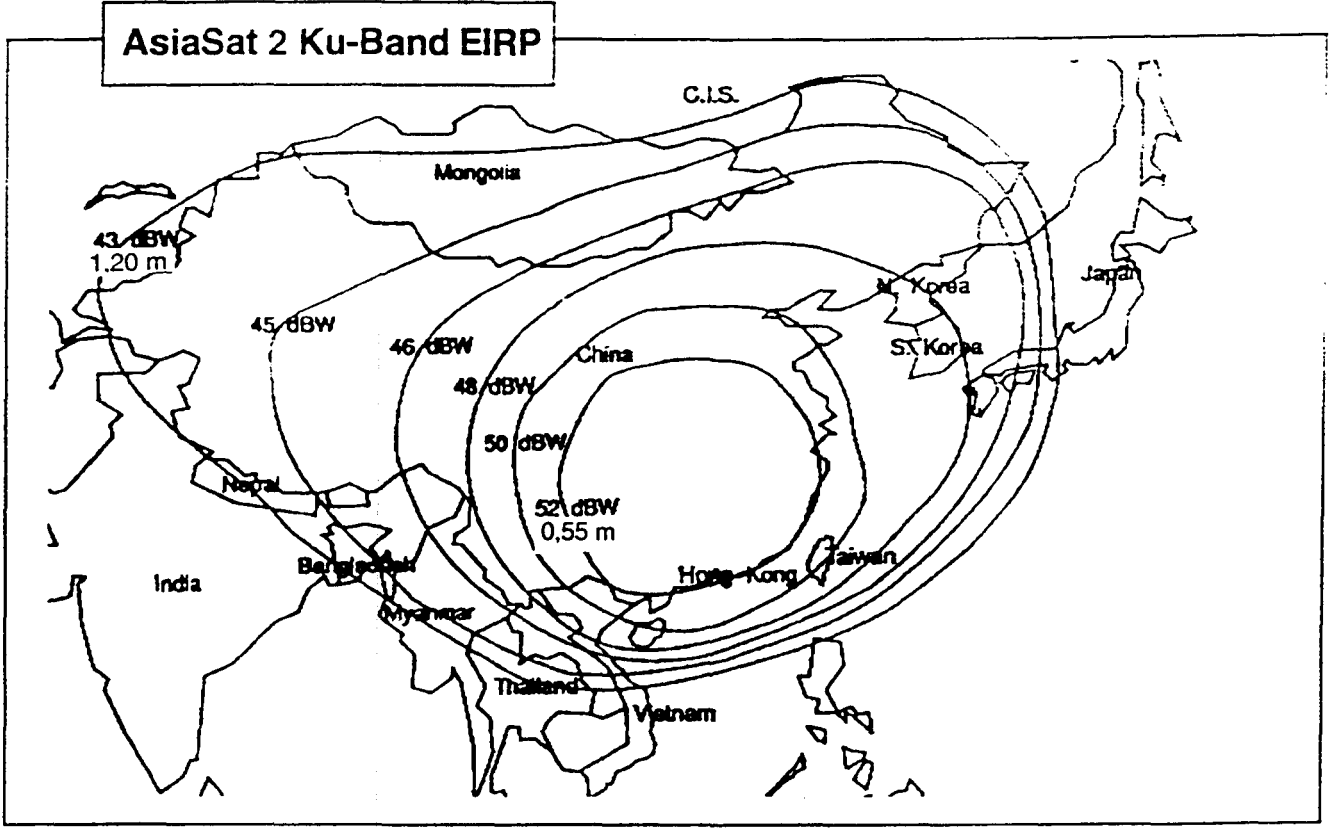 AsiaSat 2 Ku-Band EIRP
C.I.S.
Mongolia
43 dBW
1.20 m
Japan
N. Korea
45 dBW
46 dBW
China
S. Korea
48 dBW
50 dBW
Nepal
52 dBW
0,55 m
Taiwan
Bangladesh
Hong-Kong
India
Myanmar
Thailand
Vietnam